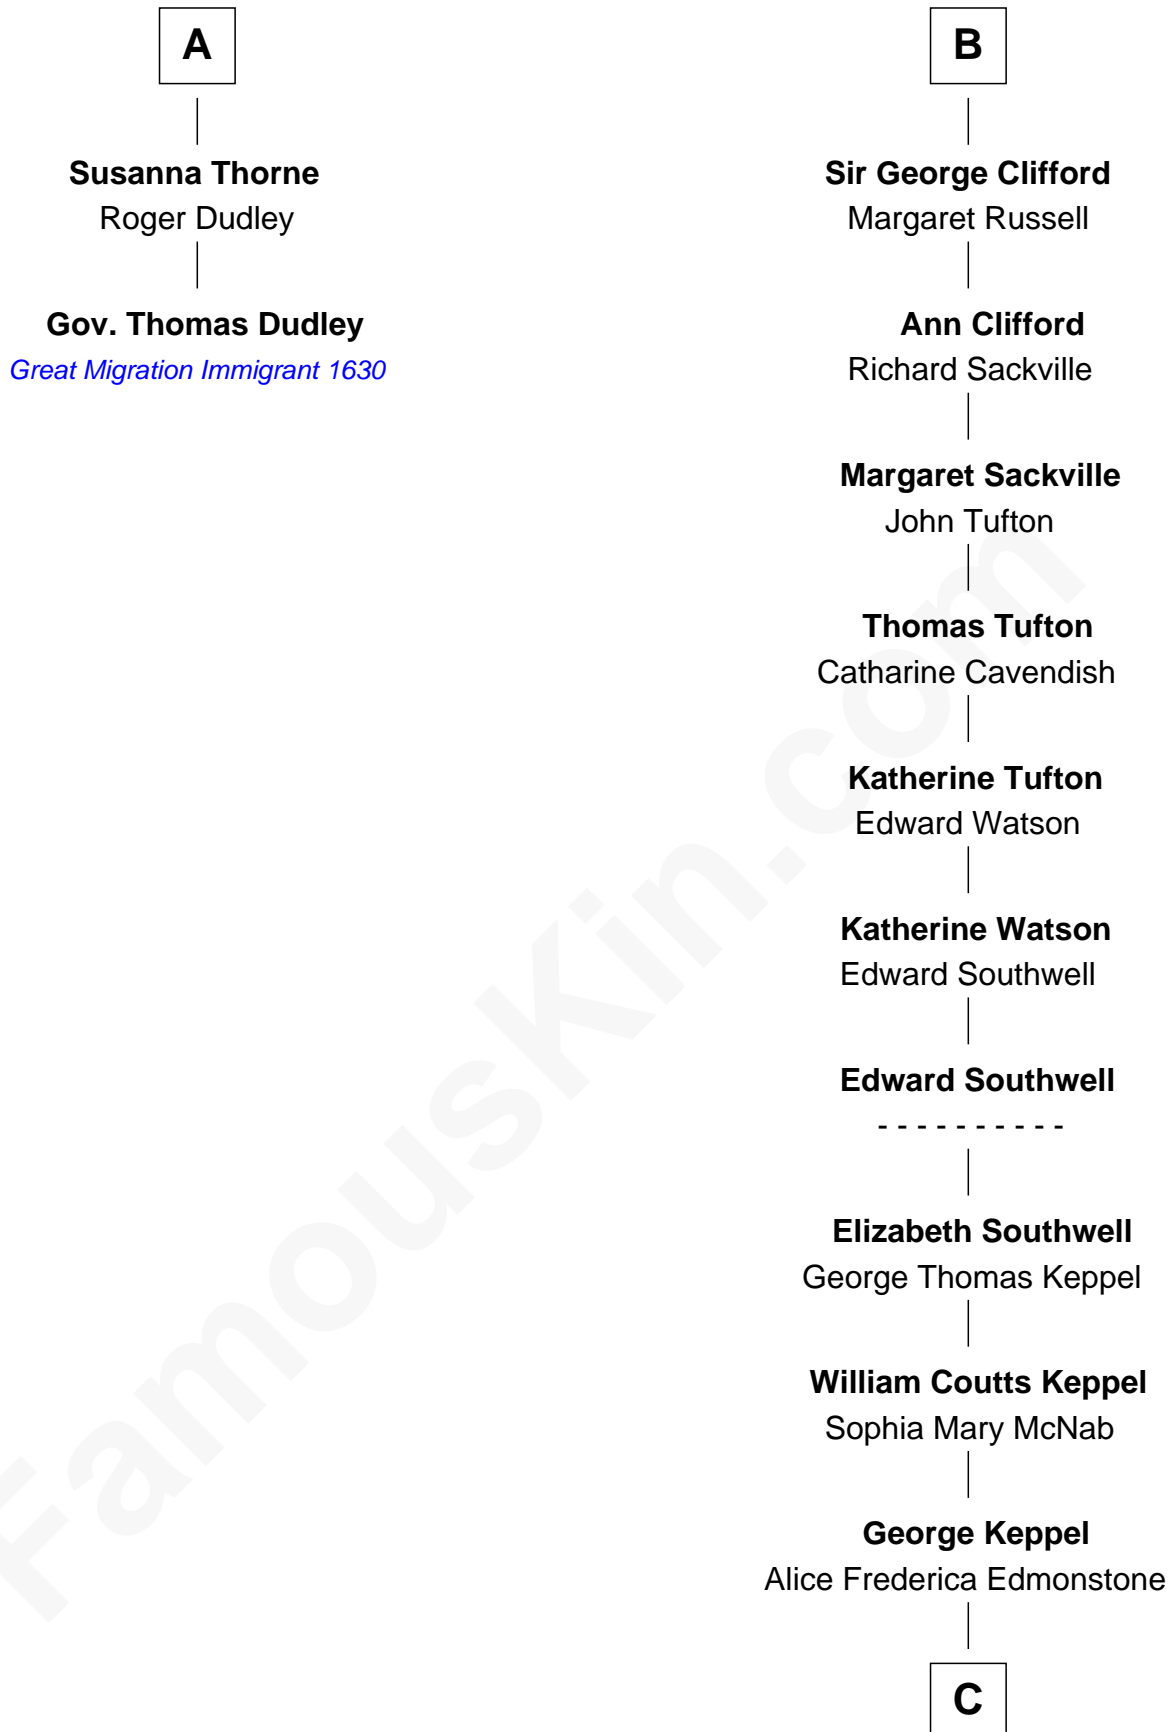 A
Susanna Thorne
Roger Dudley
Gov. Thomas Dudley
Great Migration Immigrant 1630
B
Sir George Clifford
Margaret Russell
Ann Clifford
Richard Sackville
Margaret Sackville
John Tufton
Thomas Tufton
Catharine Cavendish
Katherine Tufton
Edward Watson
Katherine Watson
Edward Southwell
Edward Southwell
- - - - - - - - - -
Elizabeth Southwell
George Thomas Keppel
William Coutts Keppel
Sophia Mary McNab
George Keppel
Alice Frederica Edmonstone
C
FamousKin.com